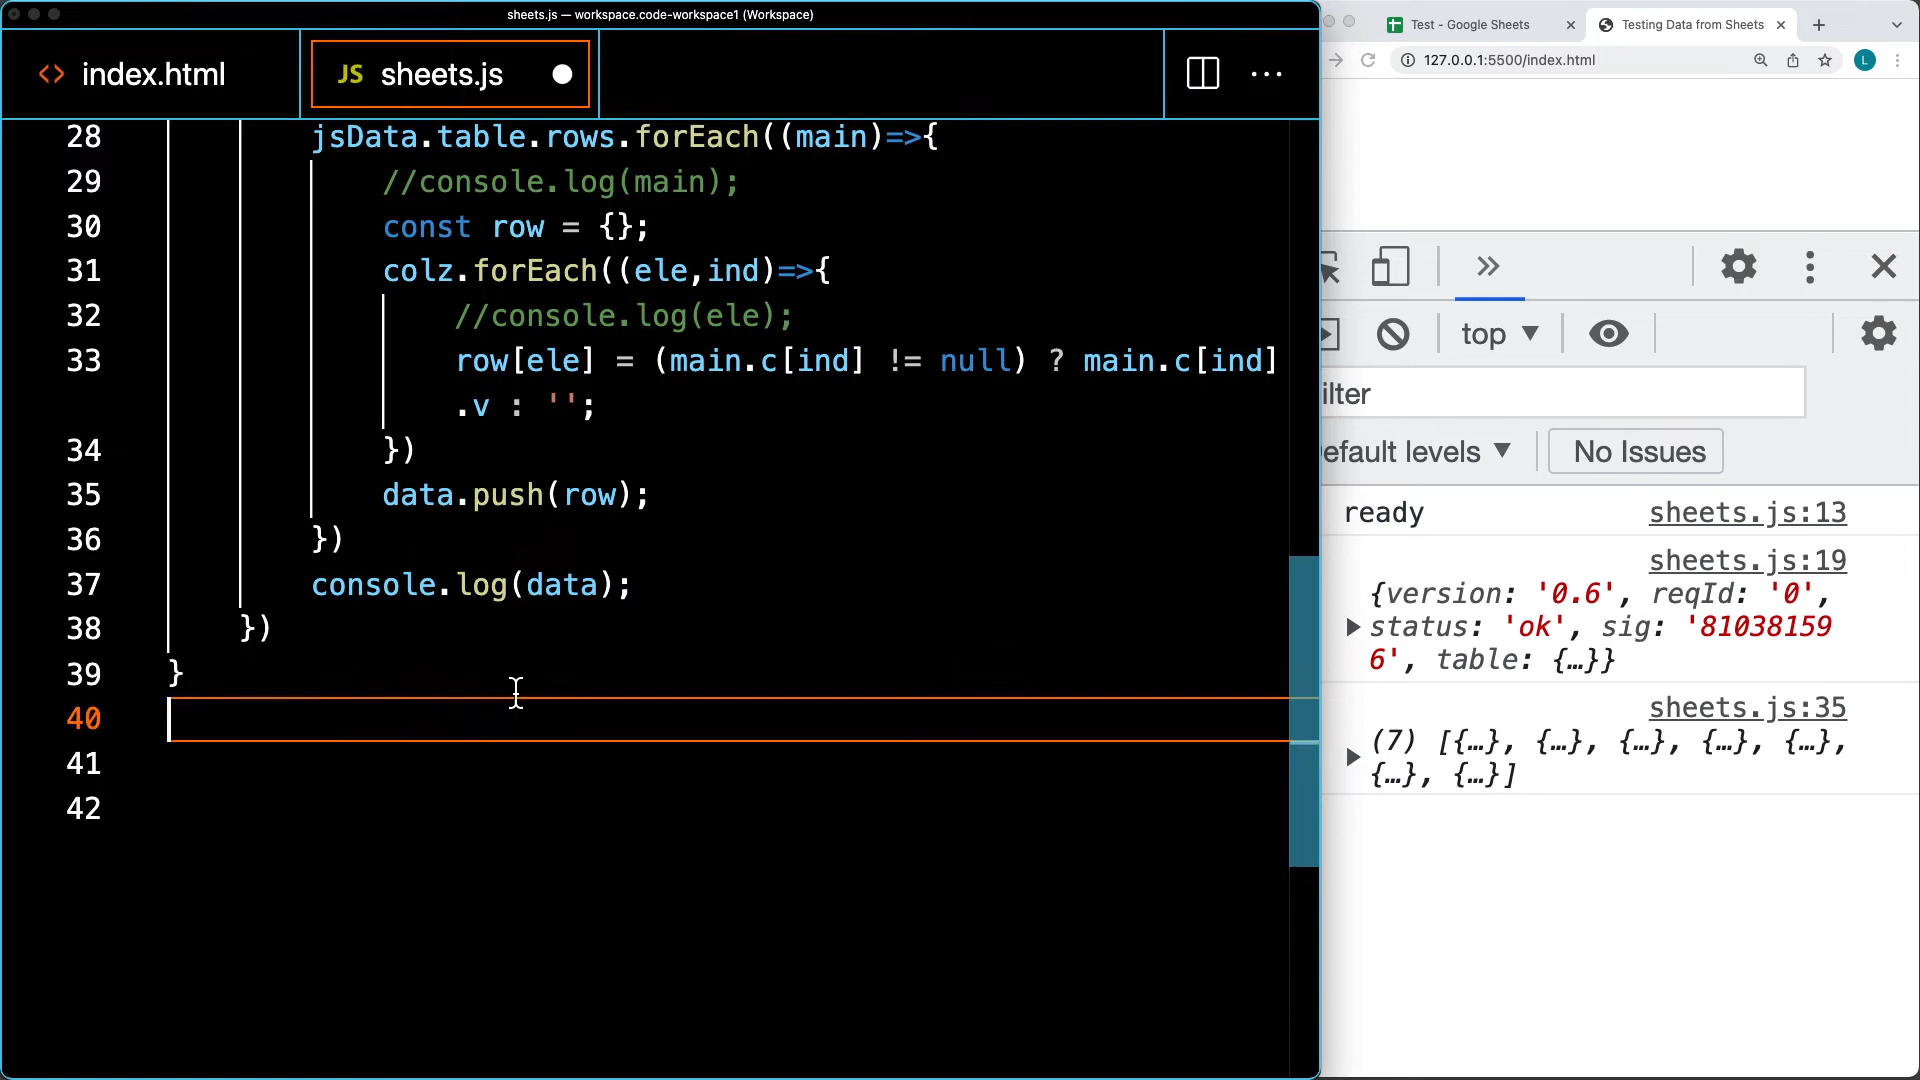 sheets.js — workspace.code-workspace1 (Workspace)
index.html
JS sheets.js
28 jsData.table.rows.forEach((main)=>{
29 //console.log(main);
30 const row = {};
31 colz.forEach((ele,ind)=>{
32 //console.log(ele);
33 row[ele] = (main.c[ind] != null) ? main.c[ind]
.v : '';
34 })
35 data.push(row);
36 })
37 console.log(data);
38 })
39 }
40
41
42
Test - Google Sheets
Testing Data from Sheets
127.0.0.1:5500/index.html
L
top
ilter
efault levels
No Issues
ready sheets.js:13
sheets.js:19
{version: '0.6', reqId: '0',
status: 'ok', sig: '81038159
6', table: {…}}
sheets.js:35
(7) [{…}, {…}, {…}, {…}, {…},
{…}, {…}]